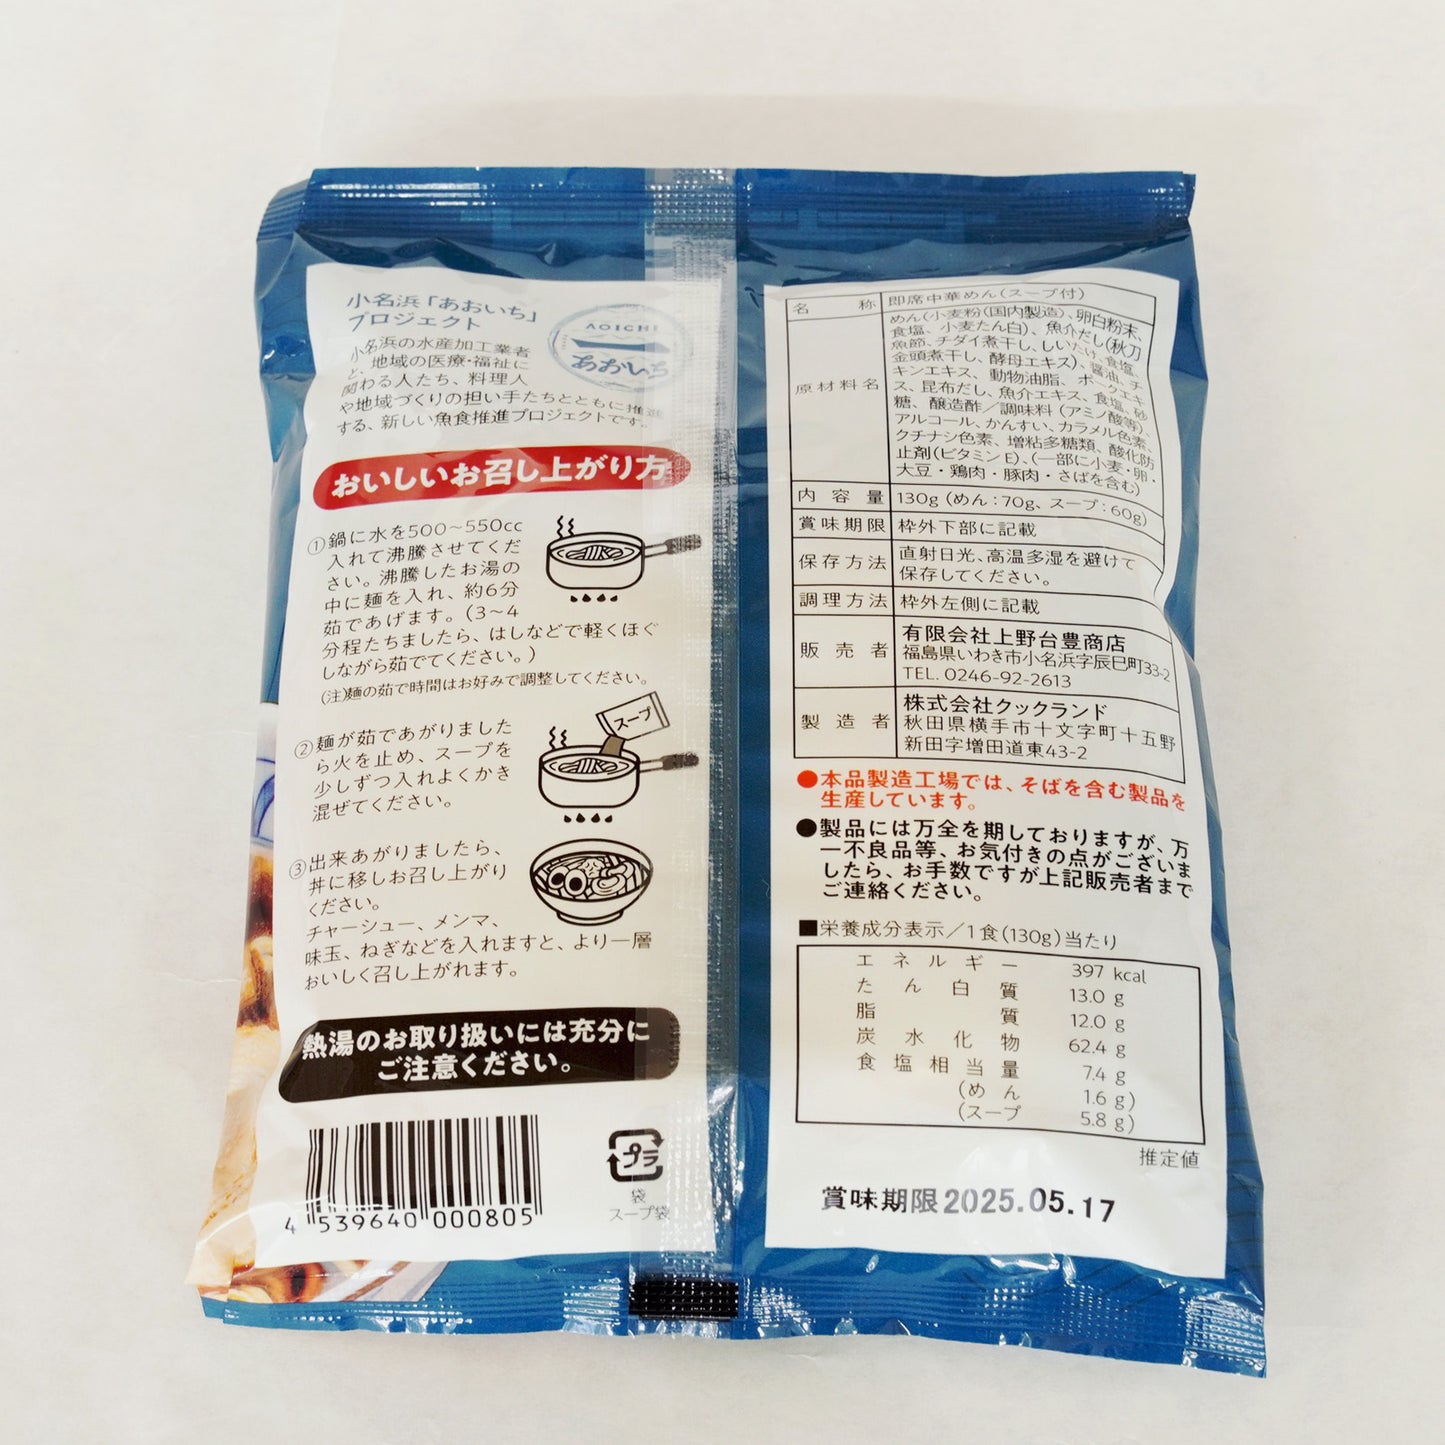 小名浜「あおいち」
プロジェクト
AOICHI
あおいち
小名浜の水産加工業者
と、地域の医療・福祉に
関わる人たち、料理人
や地域づくりの担い手たちとともに推進
する、新しい魚食推進プロジェクトです。
おいしいお召し上がり方
①鍋に水を500~550cc
入れて沸騰させてくだ
さい。沸騰したお湯の
中に麺を入れ、約6分
茹であげます。(3~4
分程たちましたら、はしなどで軽くほぐ
しながら茹でてください。)
(注)麺の茹で時間はお好みで調整してください。
②麺が茹であがりました
ら火を止め、スープを
少しずつ入れよくかき
混ぜてください。
スープ
③出来あがりましたら、
丼に移しお召し上がり
ください。
チャーシュー、メンマ、
味玉、ねぎなどを入れますと、より一層
おいしく召し上がれます。
熱湯のお取り扱いには充分に
ご注意ください。
4 539640 000805
プラ
袋
スープ袋
名称 即席中華めん(スープ付)
原材料名
めん(小麦粉(国内製造)、卵白粉末、
食塩、小麦たん白)、魚介だし(秋刀
魚節、チダイ煮干し、しいたけ、食塩、
金頭煮干し、酵母エキス)、醤油、チ
キンエキス、動物油脂、ポークエキ
ス、昆布だし、魚介エキス、食塩、砂
糖、醸造酢/調味料(アミノ酸等)、
アルコール、かんすい、カラメル色素、
クチナシ色素、増粘多糖類、酸化防
止剤(ビタミンE)、(一部に小麦・卵・
大豆・鶏肉・豚肉・さばを含む)
内容量 130g(めん:70g、スープ:60g)
賞味期限 枠外下部に記載
保存方法 直射日光、高温多湿を避けて
保存してください。
調理方法 枠外左側に記載
販売者 有限会社上野台豊商店
福島県いわき市小名浜字辰巳町33-2
TEL. 0246-92-2613
製造者 株式会社クックランド
秋田県横手市十文字町十五野
新田字増田道東43-2
●本品製造工場では、そばを含む製品を
生産しています。
●製品には万全を期しておりますが、万
一不良品等、お気付きの点がございま
したら、お手数ですが上記販売者まで
ご連絡ください。
■栄養成分表示/1食(130g)当たり
エネルギー 397 kcal
たん白質 13.0 g
脂質 12.0 g
炭水化物 62.4 g
食塩相当量 7.4 g
(めん 1.6 g)
(スープ 5.8 g)
推定値
賞味期限 2025.05.17